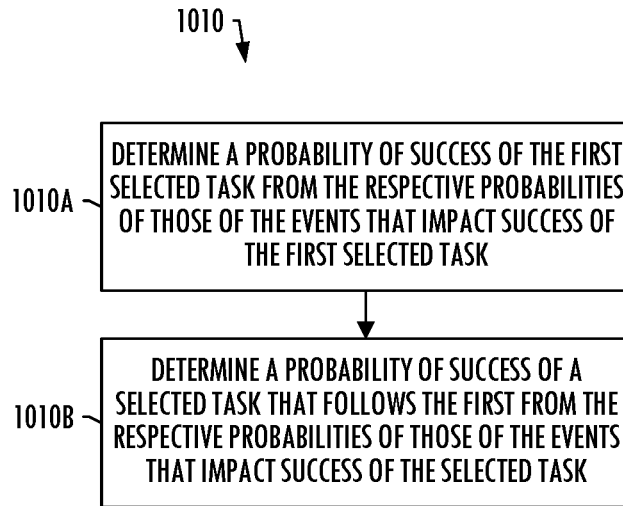 1010
DETERMINE A PROBABILITY OF SUCCESS OF THE FIRST
SELECTED TASK FROM THE RESPECTIVE PROBABILITIES
1010A
OF THOSE OF THE EVENTS THAT IMPACT SUCCESS OF
THE FIRST SELECTED TASK
DETERMINE A PROBABILITY OF SUCCESS OF A
SELECTED TASK THAT FOLLOWS THE FIRST FROM THE
1010B
RESPECTIVE PROBABILITIES OF THOSE OF THE EVENTS
THAT IMPACT SUCCESS OF THE SELECTED TASK